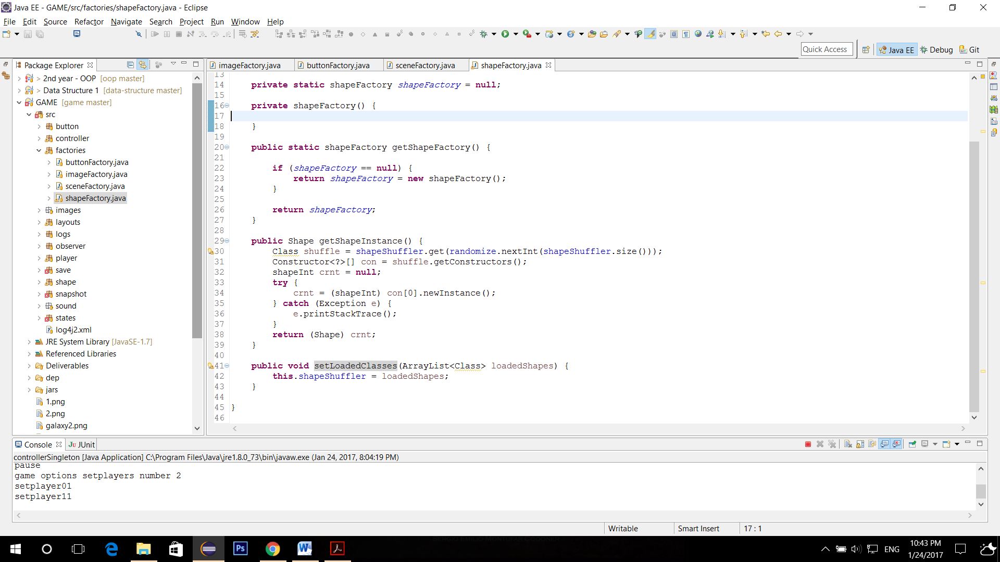 Java EE - GAME/src/factories/shapeFactory.java - Eclipse
File Edit Source Refactor Navigate Search Project Run Window Help
Quick Access Java EE Debug Git
Package Explorer
> 2nd year - OOP [oop master]
> Data Structure 1 [data-structure master]
GAME [game master]
src
button
controller
factories
buttonFactory.java
imageFactory.java
sceneFactory.java
shapeFactory.java
images
layouts
logs
observer
player
save
shape
snapshot
sound
states
log4j2.xml
JRE System Library [JavaSE-1.7]
Referenced Libraries
Deliverables
dep
jars
1.png
2.png
galaxy2.png
imageFactory.java buttonFactory.java sceneFactory.java shapeFactory.java
13
14 private static shapeFactory shapeFactory = null;
15
16 private shapeFactory() {
17
18 }
19
20 public static shapeFactory getShapeFactory() {
21
22 if (shapeFactory == null) {
23 return shapeFactory = new shapeFactory();
24 }
25
26 return shapeFactory;
27 }
28
29 public Shape getShapeInstance() {
30 Class shuffle = shapeShuffler.get(randomize.nextInt(shapeShuffler.size()));
31 Constructor<?>[] con = shuffle.getConstructors();
32 shapeInt crnt = null;
33 try {
34 crnt = (shapeInt) con[0].newInstance();
35 } catch (Exception e) {
36 e.printStackTrace();
37 }
38 return (Shape) crnt;
39 }
40
41 public void setLoadedClasses(ArrayList<Class> loadedShapes) {
42 this.shapeShuffler = loadedShapes;
43 }
44
45 }
46
Console JUnit
controllerSingleton [Java Application] C:\Program Files\Java\jre1.8.0_73\bin\javaw.exe (Jan 24, 2017, 8:04:19 PM)
pause
game options setplayers number 2
setplayer01
setplayer11
Writable Smart Insert 17 : 1
ENG
10:43 PM
1/24/2017